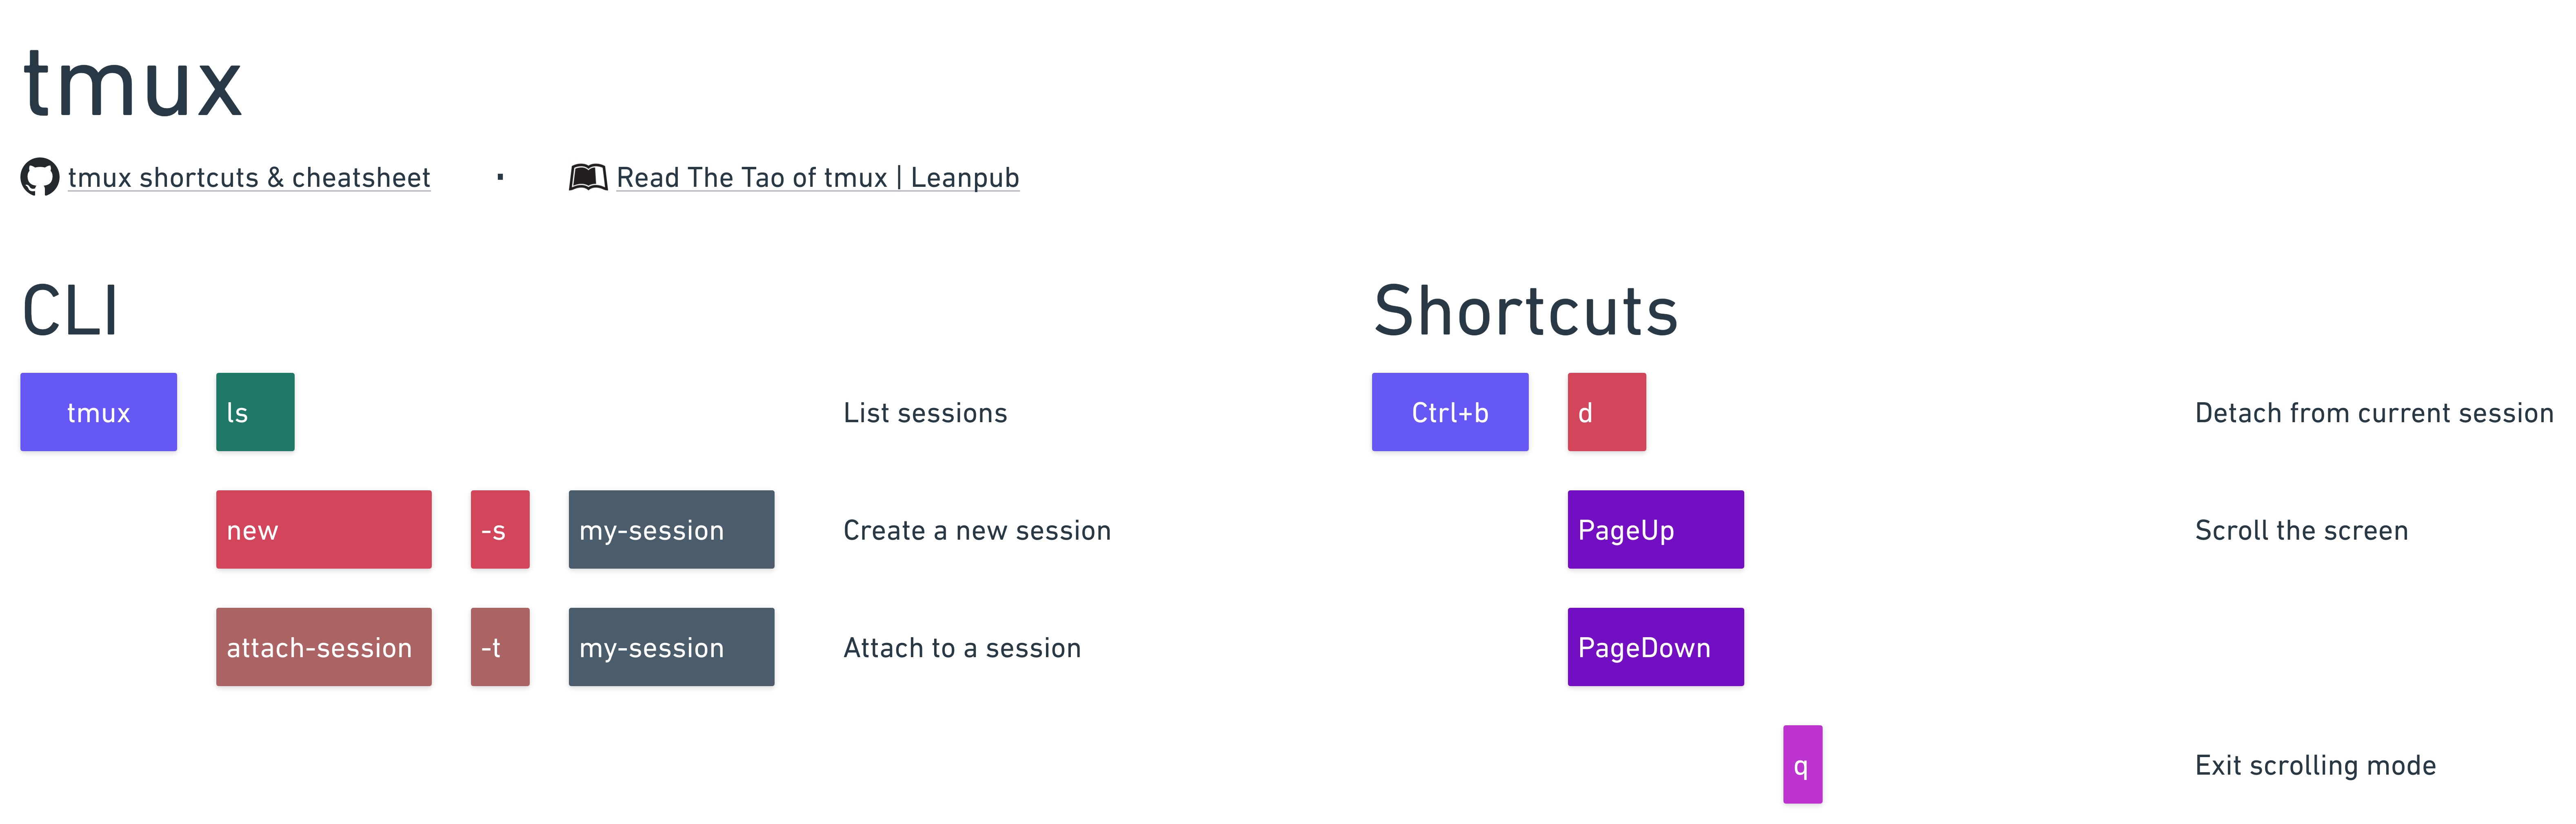 tmux
tmux shortcuts & cheatsheet · Read The Tao of tmux | Leanpub
CLI
tmux ls List sessions
new -s my-session Create a new session
attach-session -t my-session Attach to a session
Shortcuts
Ctrl+b d Detach from current session
PageUp Scroll the screen
PageDown
q Exit scrolling mode